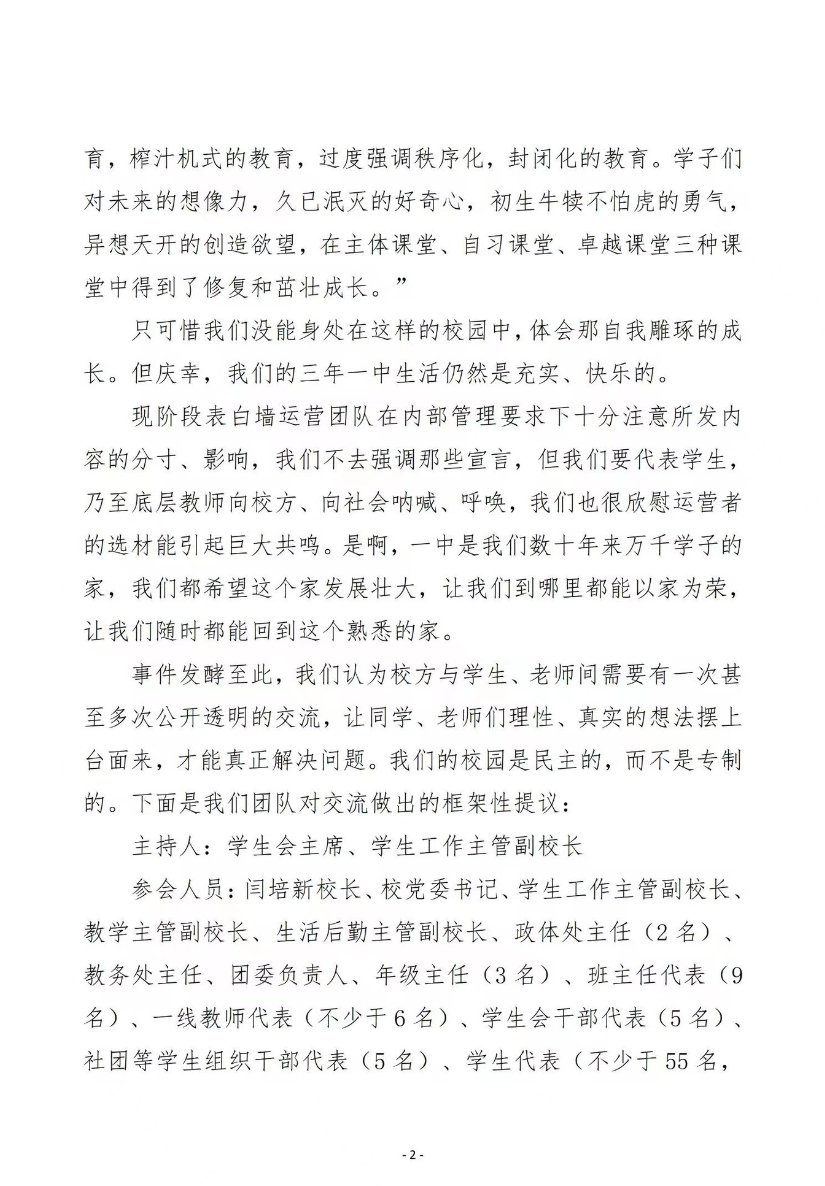 育，榨汁机式的教育，过度强调秩序化，封闭化的教育。学子们
对未来的想像力，久已泯灭的好奇心，初生牛犊不怕虎的勇气，
异想天开的创造欲望，在主体课堂、自习课堂、卓越课堂三种课
堂中得到了修复和茁壮成长。”
只可惜我们没能身处在这样的校园中，体会那自我雕琢的成
长。但庆幸，我们的三年一中生活仍然是充实、快乐的。
现阶段表白墙运营团队在内部管理要求下十分注意所发内
容的分寸、影响，我们不去强调那些宣言，但我们要代表学生，
乃至底层教师向校方、向社会呐喊、呼唤，我们也很欣慰运营者
的选材能引起巨大共鸣。是啊，一中是我们数十年来万千学子的
家，我们都希望这个家发展壮大，让我们到哪里都能以家为荣，
让我们随时都能回到这个熟悉的家。
事件发酵至此，我们认为校方与学生、老师间需要有一次甚
至多次公开透明的交流，让同学、老师们理性、真实的想法摆上
台面来，才能真正解决问题。我们的校园是民主的，而不是专制
的。下面是我们团队对交流做出的框架性提议：
主持人：学生会主席、学生工作主管副校长
参会人员：闫培新校长、校党委书记、学生工作主管副校长、
教学主管副校长、生活后勤主管副校长、政体处主任（2 名）、
教务处主任、团委负责人、年级主任（3 名）、班主任代表（9
名）、一线教师代表（不少于 6 名）、学生会干部代表（5 名）、
社团等学生组织干部代表（5 名）、学生代表（不少于 55 名，
- 2 -